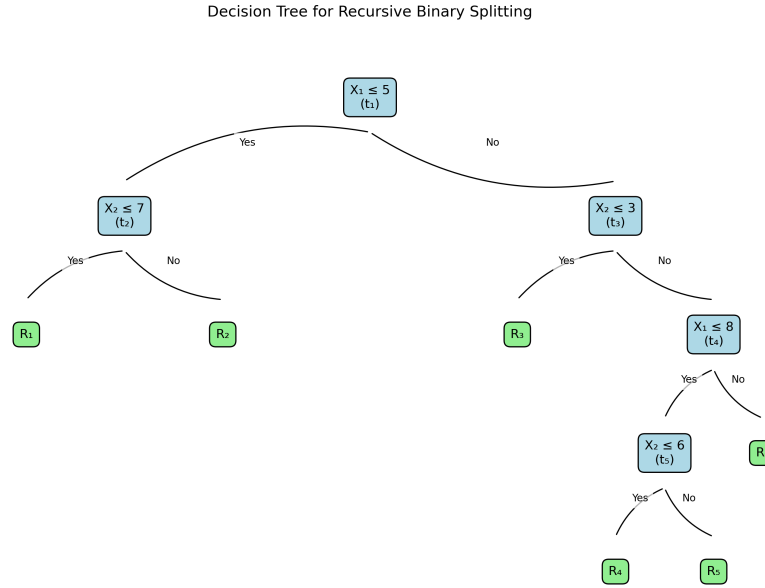 Decision Tree for Recursive Binary Splitting
X₁ ≤ 5
(t₁)
Yes
No
X₂ ≤ 7
(t₂)
X₂ ≤ 3
(t₃)
Yes
No
Yes
No
R₁
R₂
R₃
X₁ ≤ 8
(t₄)
Yes
No
X₂ ≤ 6
(t₅)
R
Yes
No
R₄
R₅